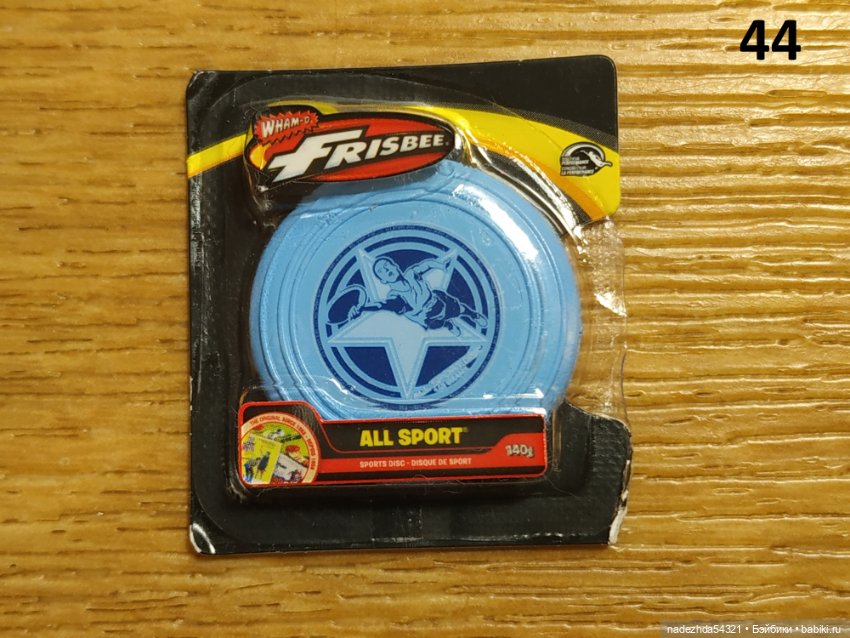 44
WHAM-O
FRISBEE
ALL SPORT
SPORTS DISC - DISQUE DE SPORT
140g
nadezhda54321 • Бэйбики • babiki.ru